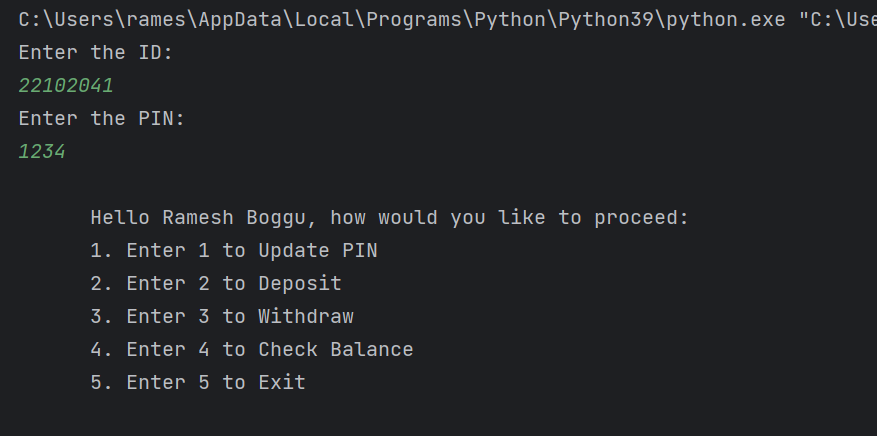 C:\Users\rames\AppData\Local\Programs\Python\Python39\python.exe "C:\Use
Enter the ID:
22102041
Enter the PIN:
1234
Hello Ramesh Boggu, how would you like to proceed:
1. Enter 1 to Update PIN
2. Enter 2 to Deposit
3. Enter 3 to Withdraw
4. Enter 4 to Check Balance
5. Enter 5 to Exit